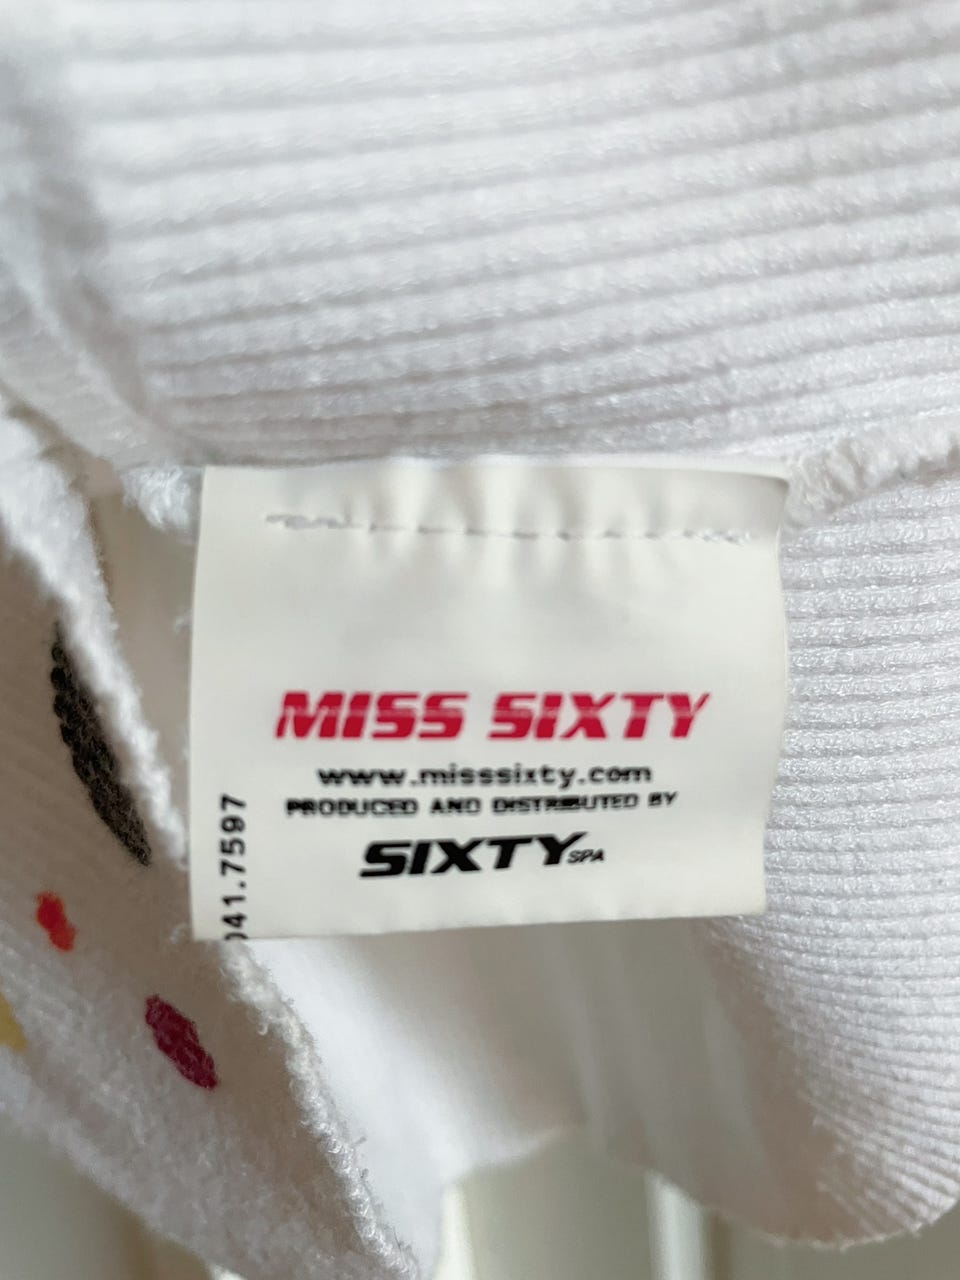 MISS SIXTY
www.misssixty.com
PRODUCED AND DISTRIBUTED BY
SIXTY SPA
041.7597